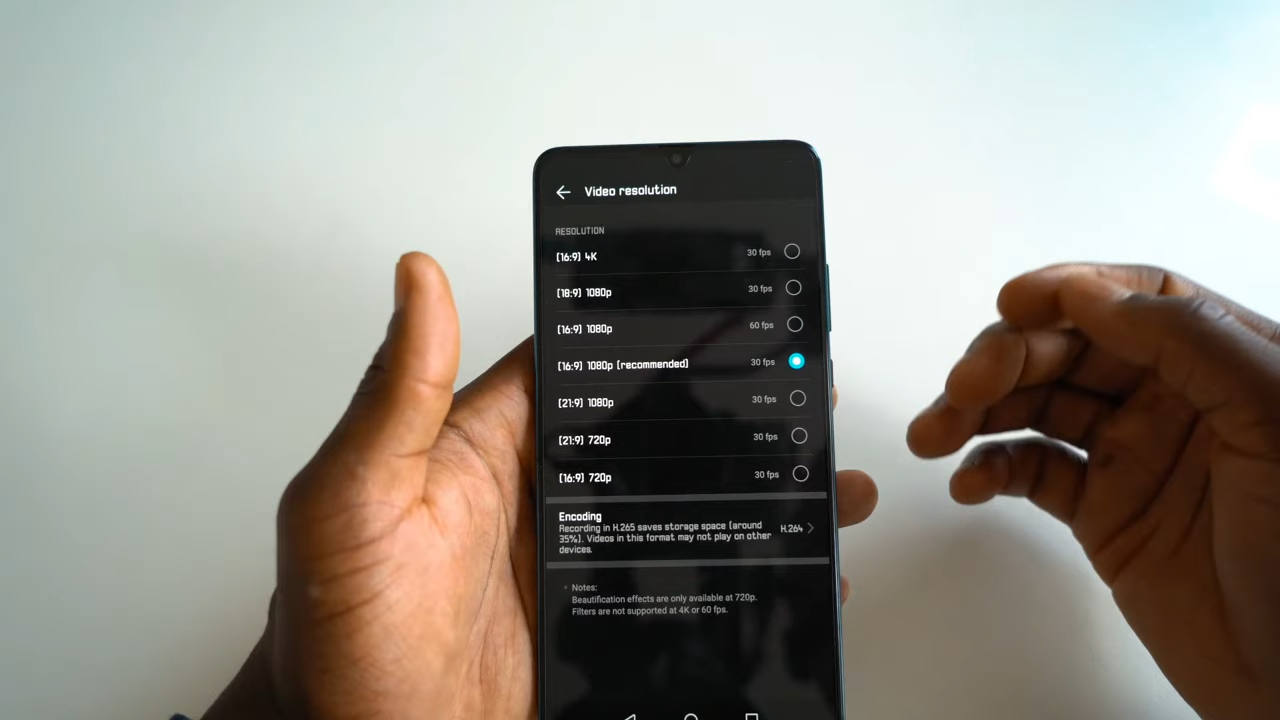 Video resolution
RESOLUTION
[16:9] 4K 30 fps
[18:9] 1080p 30 fps
[16:9] 1080p 60 fps
[16:9] 1080p [recommended] 30 fps
[21:9] 1080p 30 fps
[21:9] 720p 30 fps
[16:9] 720p 30 fps
Encoding
Recording in H.265 saves storage space [around
35%]. Videos in this format may not play on other
devices.
H.264
Notes:
Beautification effects are only available at 720p.
Filters are not supported at 4K or 60 fps.